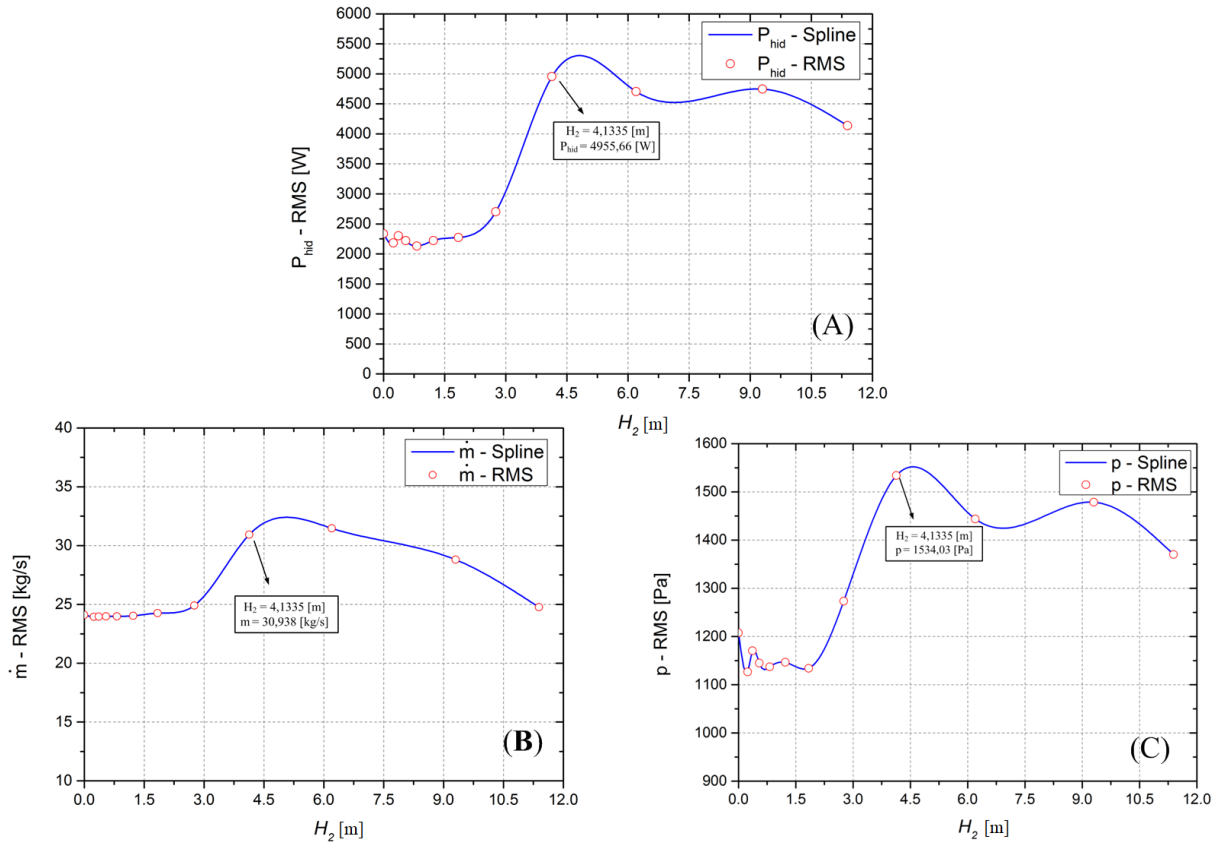 6000
5500
5000
4500
4000
3500
3000
2500
2000
1500
1000
500
0
P_hid - RMS [W]
P_hid - Spline
P_hid - RMS
H₂ = 4,1335 [m]
P_hid = 4955,66 [W]
(A)
0.0 1.5 3.0 4.5 6.0 7.5 9.0 10.5 12.0
H₂ [m]
40
35
30
25
20
15
10
ṁ - RMS [kg/s]
ṁ - Spline
ṁ - RMS
H₂ = 4,1335 [m]
m = 30,938 [kg/s]
(B)
0.0 1.5 3.0 4.5 6.0 7.5 9.0 10.5 12.0
H₂ [m]
1600
1500
1400
1300
1200
1100
1000
900
p - RMS [Pa]
p - Spline
p - RMS
H₂ = 4,1335 [m]
p = 1534,03 [Pa]
(C)
0.0 1.5 3.0 4.5 6.0 7.5 9.0 10.5 12.0
H₂ [m]